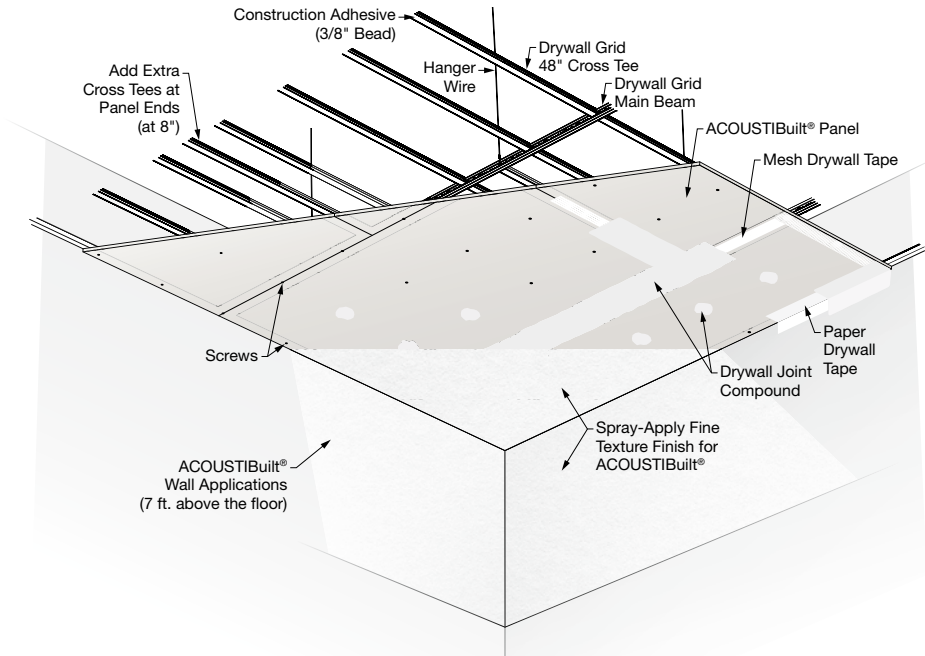 Construction Adhesive
(3/8" Bead)
Drywall Grid
48" Cross Tee
Hanger
Wire
Add Extra
Cross Tees at
Panel Ends
(at 8")
Drywall Grid
Main Beam
ACOUSTIBuilt® Panel
Mesh Drywall Tape
Screws
Paper
Drywall
Tape
Drywall Joint
Compound
Spray-Apply Fine
Texture Finish for
ACOUSTIBuilt®
ACOUSTIBuilt®
Wall Applications
(7 ft. above the floor)